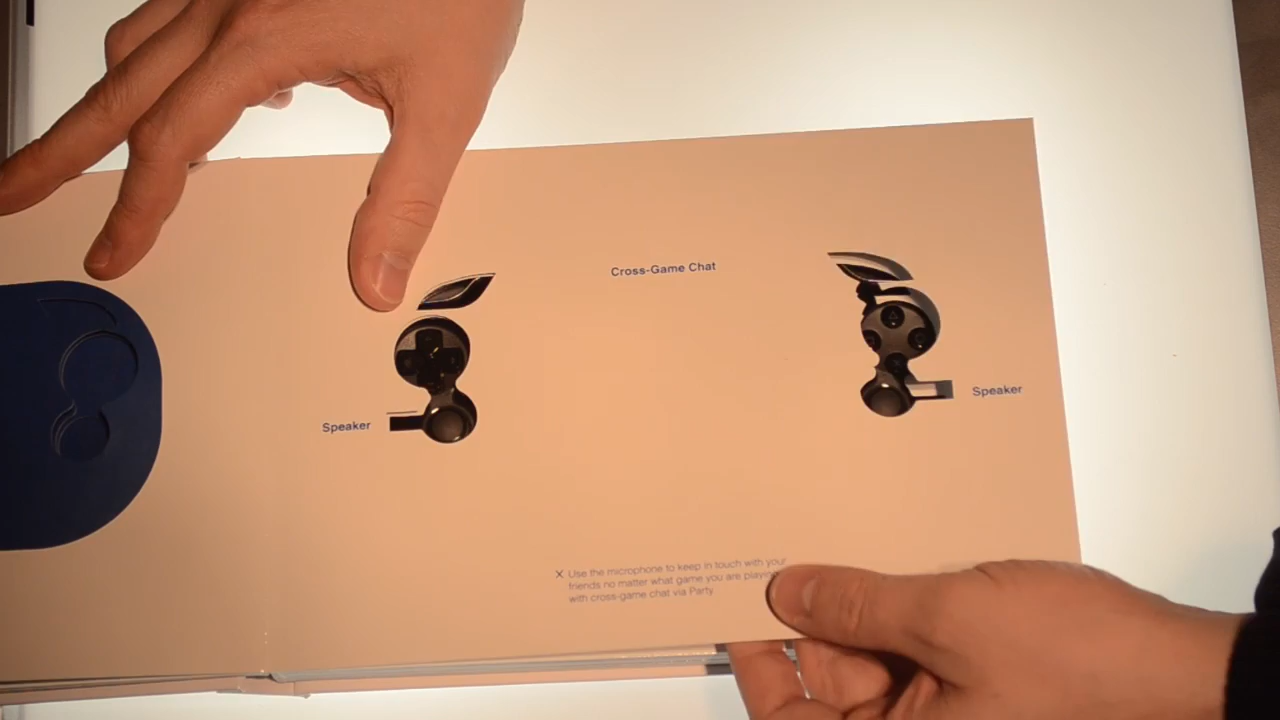 Cross-Game Chat
Speaker
Speaker
X Use the microphone to keep in touch with your
friends no matter what game you are playing
with cross-game chat via Party.